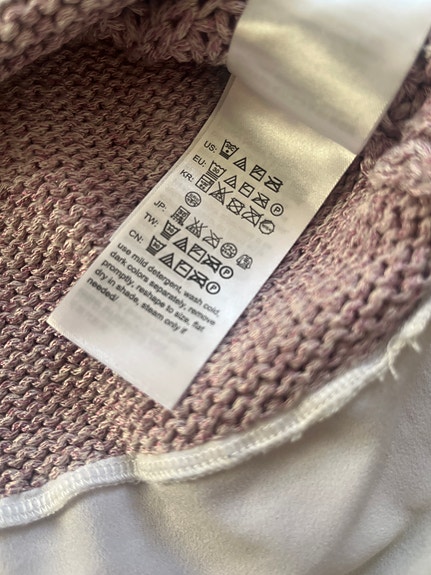 US:
EU:
KR:
JP:
TW:
CN:
use mild detergent, wash cold,
dark colors separately, remove
promptly, reshape to size, flat
dry in shade, steam only if
needed/